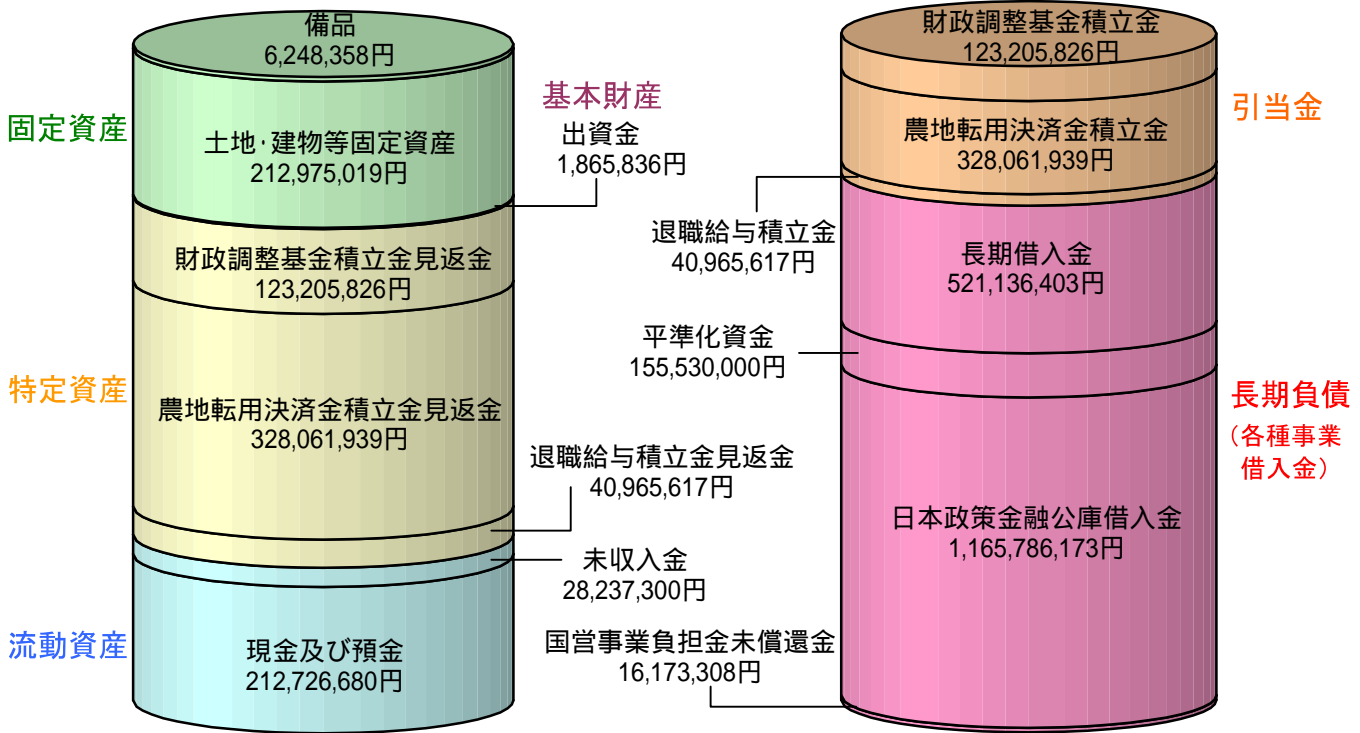 備品
6,248,358円
固定資産
土地・建物等固定資産
212,975,019円
基本財産
出資金
1,865,836円
財政調整基金積立金見返金
123,205,826円
特定資産
農地転用決済金積立金見返金
328,061,939円
退職給与積立金見返金
40,965,617円
未収入金
28,237,300円
流動資産
現金及び預金
212,726,680円
財政調整基金積立金
123,205,826円
引当金
農地転用決済金積立金
328,061,939円
退職給与積立金
40,965,617円
長期借入金
521,136,403円
平準化資金
155,530,000円
長期負債
（各種事業
借入金）
日本政策金融公庫借入金
1,165,786,173円
国営事業負担金未償還金
16,173,308円